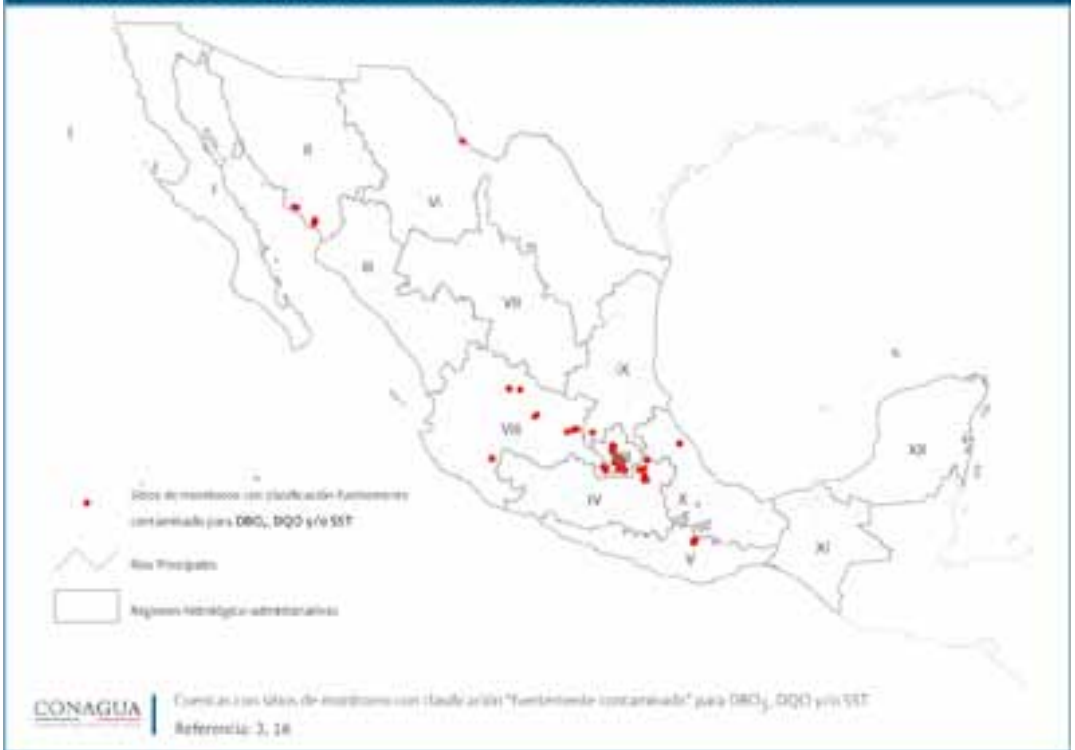 I
II
III
VI
VII
IX
VIII
IV
X
V
XI
XII
Sitios de monitoreo con clasificación fuertemente
contaminado para DBO₅, DQO y/o SST
Ríos Principales
Regiones hidrológico-administrativas
CONAGUA
Cuencas con sitios de monitoreo con clasificación "fuertemente contaminado" para DBO₅, DQO y/o SST
Referencia: 3, 16